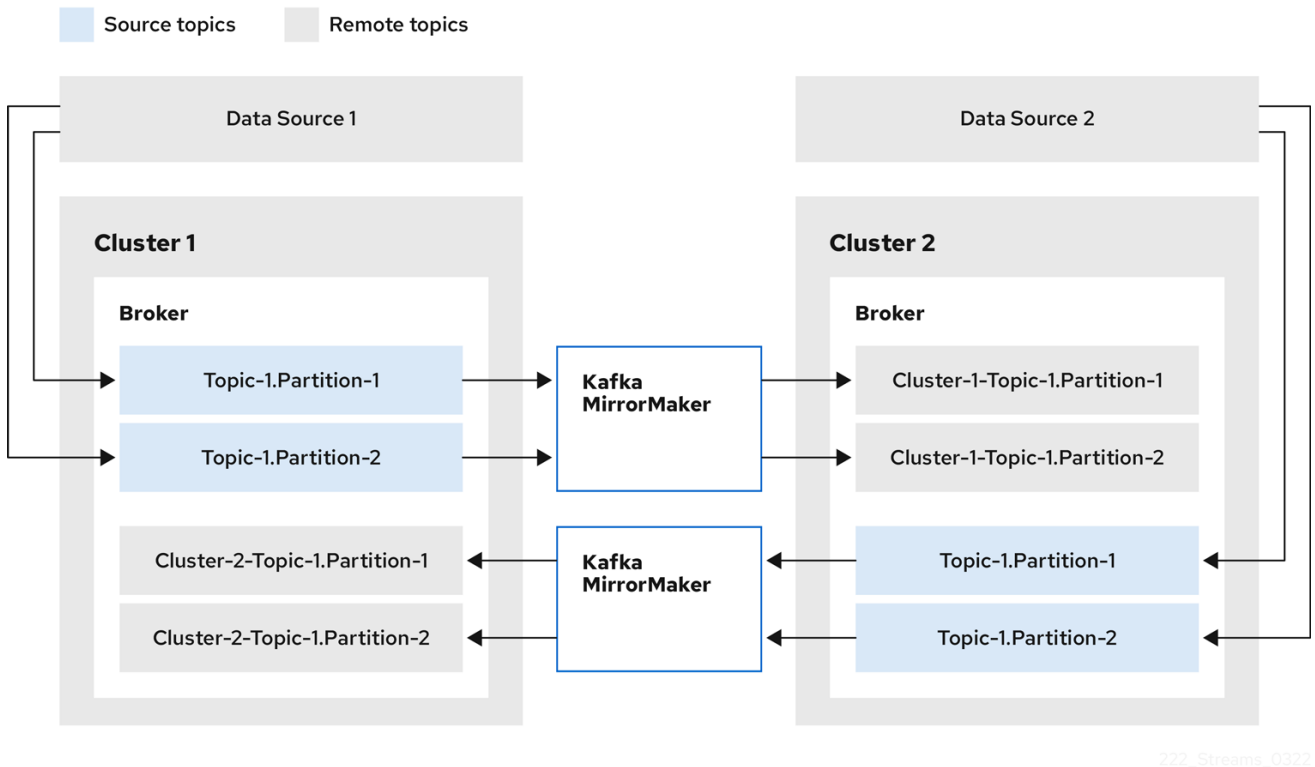 Source topics
Remote topics
Data Source 1
Data Source 2
Cluster 1
Broker
Topic-1.Partition-1
Topic-1.Partition-2
Cluster-2-Topic-1.Partition-1
Cluster-2-Topic-1.Partition-2
Kafka
MirrorMaker
Kafka
MirrorMaker
Cluster 2
Broker
Cluster-1-Topic-1.Partition-1
Cluster-1-Topic-1.Partition-2
Topic-1.Partition-1
Topic-1.Partition-2
222_Streams_0322